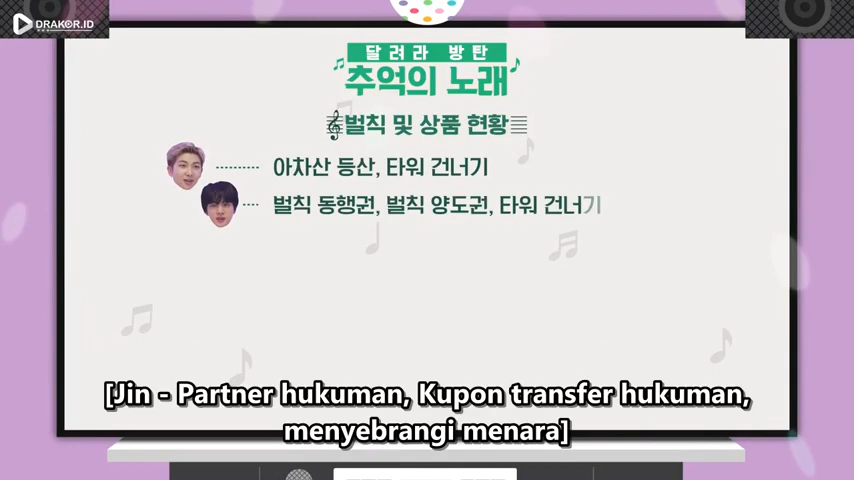 DRAKOR.ID
달려라 방탄
추억의 노래
벌칙 및 상품 현황
아차산 등산, 타워 건너기
벌칙 동행권, 벌칙 양도권, 타워 건너기
[Jin - Partner hukuman, Kupon transfer hukuman,
menyebrangi menara]